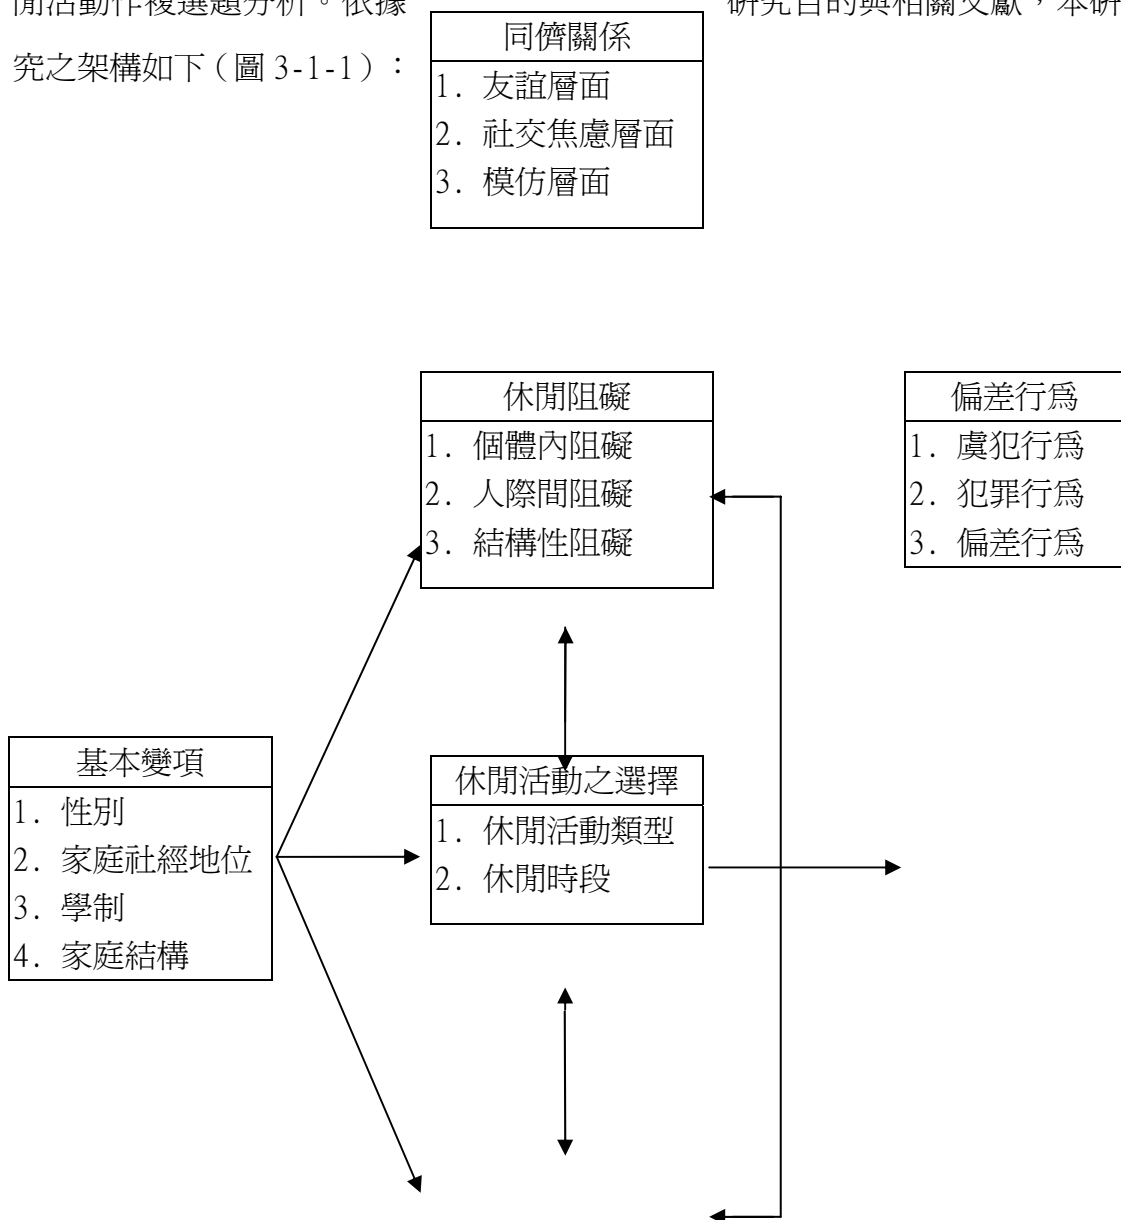 閒活動作複選題分析。依據
研究目的與相關文獻，本研
究之架構如下（圖 3-1-1）：
同儕關係
1. 友誼層面
2. 社交焦慮層面
3. 模仿層面
休閒阻礙
1. 個體內阻礙
2. 人際間阻礙
3. 結構性阻礙
偏差行為
1. 虞犯行為
2. 犯罪行為
3. 偏差行為
基本變項
1. 性別
2. 家庭社經地位
3. 學制
4. 家庭結構
休閒活動之選擇
1. 休閒活動類型
2. 休閒時段